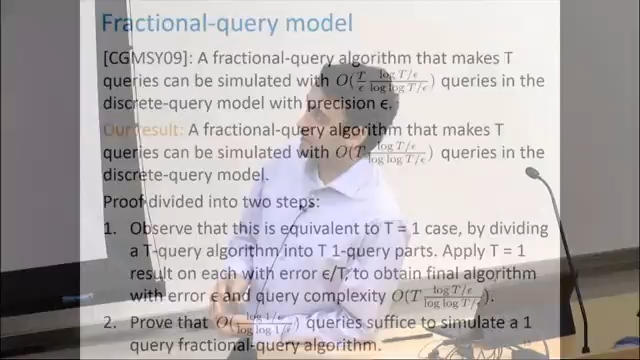 Fractional-query model
[CGMSY09]: A fractional-query algorithm that makes T
queries can be simulated with O(T/ϵ log T/ϵ / log log T/ϵ) queries in the
discrete-query model with precision ϵ.
Our result: A fractional-query algorithm that makes T
queries can be simulated with O(T log T/ϵ / log log T/ϵ) queries in the
discrete-query model.
Proof divided into two steps:
1. Observe that this is equivalent to T = 1 case, by dividing
a T-query algorithm into T 1-query parts. Apply T = 1
result on each with error ϵ/T, to obtain final algorithm
with error ϵ and query complexity O(T log T/ϵ / log log T/ϵ).
2. Prove that O(log 1/ϵ / log log 1/ϵ) queries suffice to simulate a 1
query fractional-query algorithm.